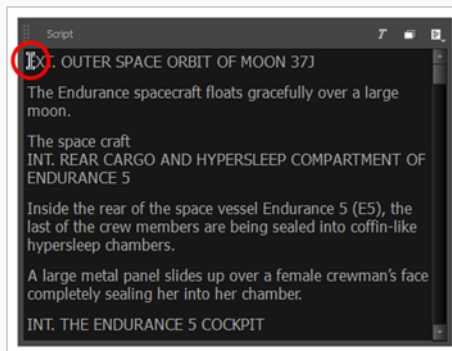 Script
EXT. OUTER SPACE ORBIT OF MOON 37J
The Endurance spacecraft floats gracefully over a large
moon.
The space craft
INT. REAR CARGO AND HYPERSLEEP COMPARTMENT OF
ENDURANCE 5
Inside the rear of the space vessel Endurance 5 (E5), the
last of the crew members are being sealed into coffin-like
hypersleep chambers.
A large metal panel slides up over a female crewman's face
completely sealing her into her chamber.
INT. THE ENDURANCE 5 COCKPIT